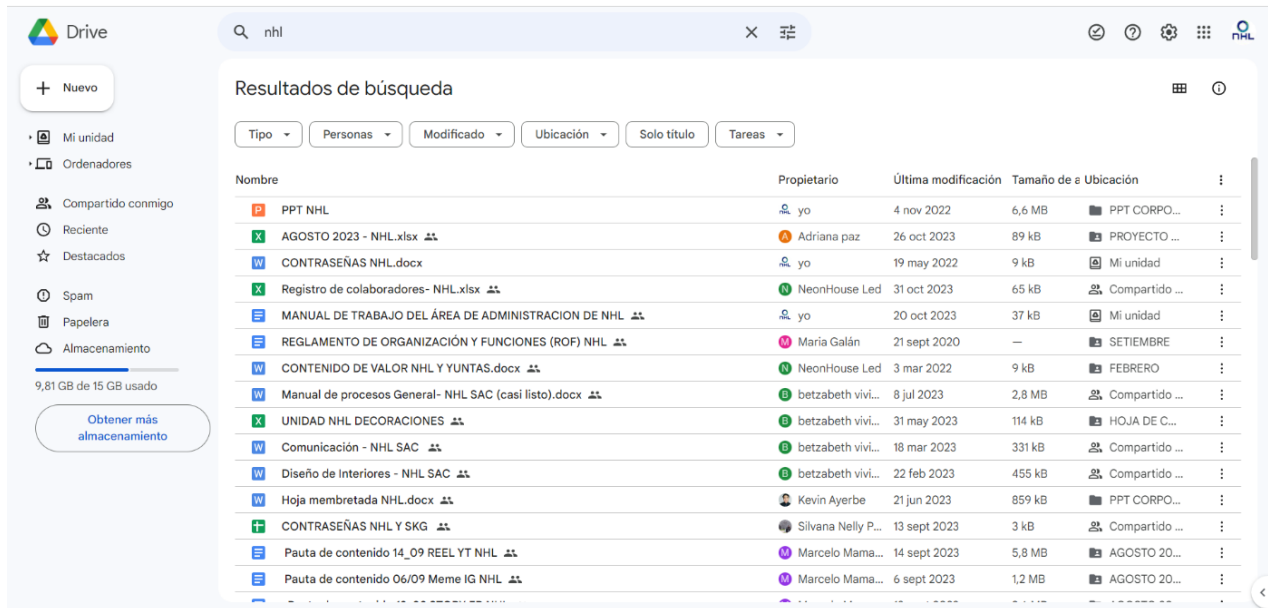 Drive
nhl
nHL
Nuevo
Resultados de búsqueda
Mi unidad
Ordenadores
Compartido conmigo
Reciente
Destacados
Spam
Papelera
Almacenamiento
9,81 GB de 15 GB usado
Obtener más
almacenamiento
Tipo Personas Modificado Ubicación Solo título Tareas
Nombre Propietario Última modificación Tamaño de a Ubicación
P PPT NHL yo 4 nov 2022 6,6 MB PPT CORPO...
X AGOSTO 2023 - NHL.xlsx A Adriana paz 26 oct 2023 89 kB PROYECTO ...
W CONTRASEÑAS NHL.docx yo 19 may 2022 9 kB Mi unidad
X Registro de colaboradores- NHL.xlsx N NeonHouse Led 31 oct 2023 65 kB Compartido ...
MANUAL DE TRABAJO DEL ÁREA DE ADMINISTRACION DE NHL yo 20 oct 2023 37 kB Mi unidad
REGLAMENTO DE ORGANIZACIÓN Y FUNCIONES (ROF) NHL M Maria Galán 21 sept 2020 — SETIEMBRE
W CONTENIDO DE VALOR NHL Y YUNTAS.docx N NeonHouse Led 3 mar 2022 9 kB FEBRERO
W Manual de procesos General- NHL SAC (casi listo).docx B betzabeth vivi... 8 jul 2023 2,8 MB Compartido ...
X UNIDAD NHL DECORACIONES B betzabeth vivi... 31 may 2023 114 kB HOJA DE C...
W Comunicación - NHL SAC B betzabeth vivi... 18 mar 2023 331 kB Compartido ...
W Diseño de Interiores - NHL SAC B betzabeth vivi... 22 feb 2023 455 kB Compartido ...
W Hoja membretada NHL.docx Kevin Ayerbe 21 jun 2023 859 kB PPT CORPO...
CONTRASEÑAS NHL Y SKG Silvana Nelly P... 13 sept 2023 3 kB Compartido ...
Pauta de contenido 14_09 REEL YT NHL M Marcelo Mama... 14 sept 2023 5,8 MB AGOSTO 20...
Pauta de contenido 06/09 Meme IG NHL M Marcelo Mama... 6 sept 2023 1,2 MB AGOSTO 20...